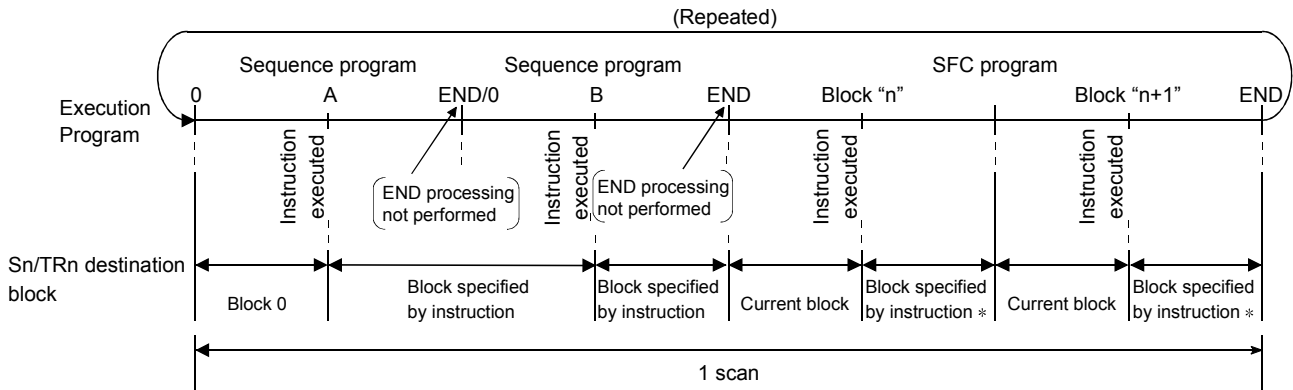 (Repeated)
Sequence program
Sequence program
SFC program
Execution
Program
0
A
END/0
B
END
Block “n”
Block “n+1”
END
Instruction
executed
END processing
not performed
Instruction
executed
END processing
not performed
Instruction
executed
Instruction
executed
Sn/TRn destination
block
Block 0
Block specified
by instruction
Block specified
by instruction
Current block
Block specified
by instruction *
Current block
Block specified
by instruction *
1 scan